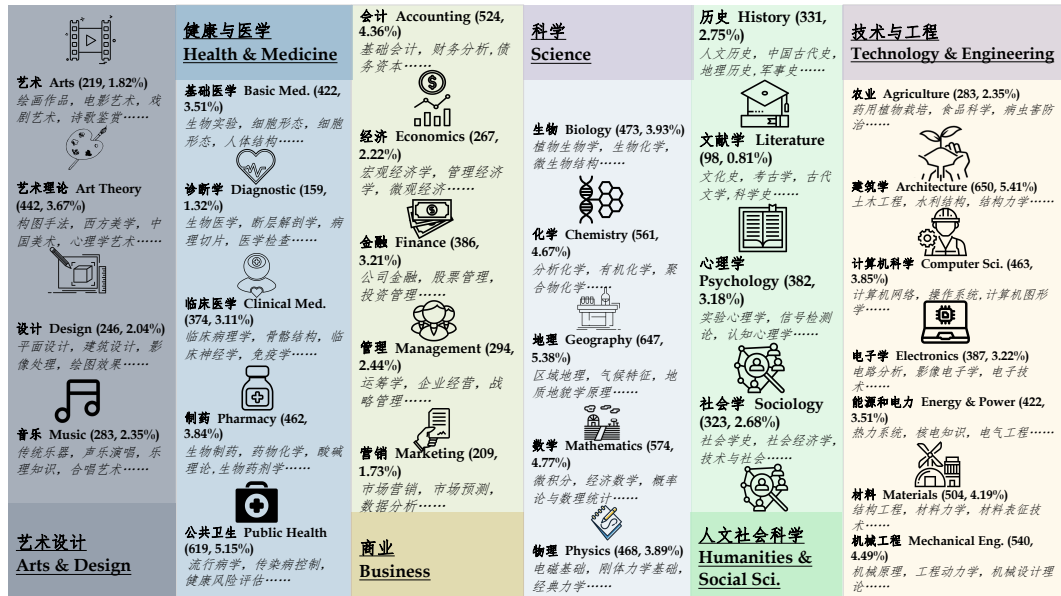 艺术 Arts (219, 1.82%)
绘画作品，电影艺术，戏
剧艺术，诗歌鉴赏……
艺术理论 Art Theory
(442, 3.67%)
构图手法，西方美学，中
国美术，心理学艺术……
设计 Design (246, 2.04%)
平面设计，建筑设计，影
像处理，绘图效果……
音乐 Music (283, 2.35%)
传统乐器，声乐演唱，乐
理知识，合唱艺术……
艺术设计
Arts & Design
健康与医学
Health & Medicine
基础医学 Basic Med. (422,
3.51%)
生物实验，细胞形态，细胞
形态，人体结构……
诊断学 Diagnostic (159,
1.32%)
生物医学，断层解剖学，病
理切片，医学检查……
临床医学 Clinical Med.
(374, 3.11%)
临床病理学，骨骼结构，临
床神经学，免疫学……
制药 Pharmacy (462,
3.84%)
生物制药，药物化学，酸碱
理论,生物药剂学……
公共卫生 Public Health
(619, 5.15%)
流行病学，传染病控制，
健康风险评估……
会计 Accounting (524,
4.36%)
基础会计，财务分析,债
务资本……
经济 Economics (267,
2.22%)
宏观经济学，管理经济
学，微观经济……
金融 Finance (386,
3.21%)
公司金融，股票管理，
投资管理……
管理 Management (294,
2.44%)
运筹学，企业经营，战
略管理……
营销 Marketing (209,
1.73%)
市场营销，市场预测，
数据分析……
商业
Business
科学
Science
生物 Biology (473, 3.93%)
植物生物学，生物化学，
微生物结构……
化学 Chemistry (561,
4.67%)
分析化学，有机化学，聚
合物化学……
地理 Geography (647,
5.38%)
区域地理，气候特征，地
质地貌学原理……
数学 Mathematics (574,
4.77%)
微积分，经济数学，概率
论与数理统计……
物理 Physics (468, 3.89%)
电磁基础，刚体力学基础，
经典力学……
历史 History (331,
2.75%)
人文历史，中国古代史，
地理历史,军事史……
文献学 Literature
(98, 0.81%)
文化史，考古学，古代
文学,科学史……
心理学
Psychology (382,
3.18%)
实验心理学，信号检测
论，认知心理学……
社会学 Sociology
(323, 2.68%)
社会学史，社会经济学，
技术与社会……
人文社会科学
Humanities &
Social Sci.
技术与工程
Technology & Engineering
农业 Agriculture (283, 2.35%)
药用植物栽培，食品科学，病虫害防
治……
建筑学 Architecture (650, 5.41%)
土木工程，水利结构，结构力学……
计算机科学 Computer Sci. (463,
3.85%)
计算机网络，操作系统,计算机图形
学……
电子学 Electronics (387, 3.22%)
电路分析，影像电子学，电子技
术……
能源和电力 Energy & Power (422,
3.51%)
热力系统，核电知识，电气工程……
材料 Materials (504, 4.19%)
结构工程，材料力学，材料表征技
术……
机械工程 Mechanical Eng. (540,
4.49%)
机械原理，工程动力学，机械设计理
论……